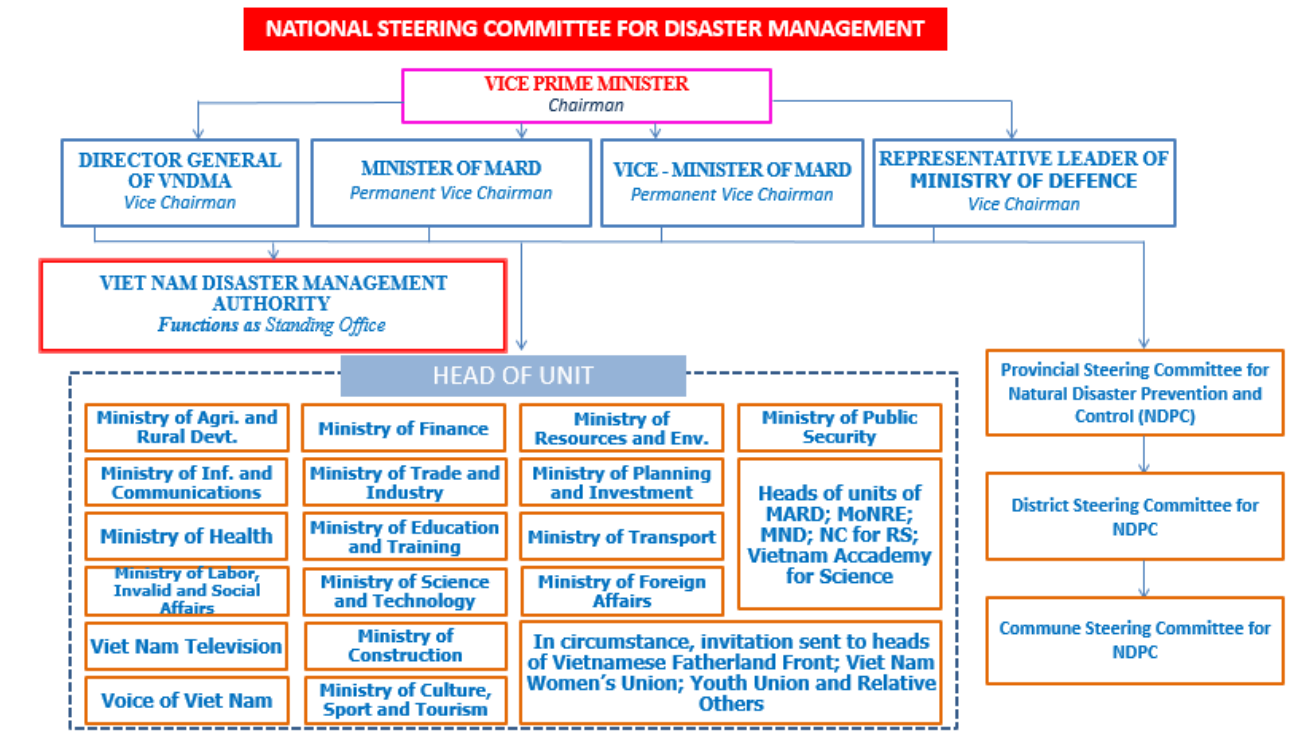 NATIONAL STEERING COMMITTEE FOR DISASTER MANAGEMENT
VICE PRIME MINISTER
Chairman
DIRECTOR GENERAL
OF VNDMA
Vice Chairman
MINISTER OF MARD
Permanent Vice Chairman
VICE - MINISTER OF MARD
Permanent Vice Chairman
REPRESENTATIVE LEADER OF
MINISTRY OF DEFENCE
Vice Chairman
VIET NAM DISASTER MANAGEMENT
AUTHORITY
Functions as Standing Office
HEAD OF UNIT
Ministry of Agri. and
Rural Devt.
Ministry of Finance
Ministry of
Resources and Env.
Ministry of Public
Security
Ministry of Inf. and
Communications
Ministry of Trade and
Industry
Ministry of Planning
and Investment
Heads of units of
MARD; MoNRE;
MND; NC for RS;
Vietnam Accademy
for Science
Ministry of Health
Ministry of Education
and Training
Ministry of Transport
Ministry of Labor,
Invalid and Social
Affairs
Ministry of Science
and Technology
Ministry of Foreign
Affairs
Viet Nam Television
Ministry of
Construction
In circumstance, invitation sent to heads
of Vietnamese Fatherland Front; Viet Nam
Women's Union; Youth Union and Relative
Others
Voice of Viet Nam
Ministry of Culture,
Sport and Tourism
Provincial Steering Committee for
Natural Disaster Prevention and
Control (NDPC)
District Steering Committee for
NDPC
Commune Steering Committee for
NDPC